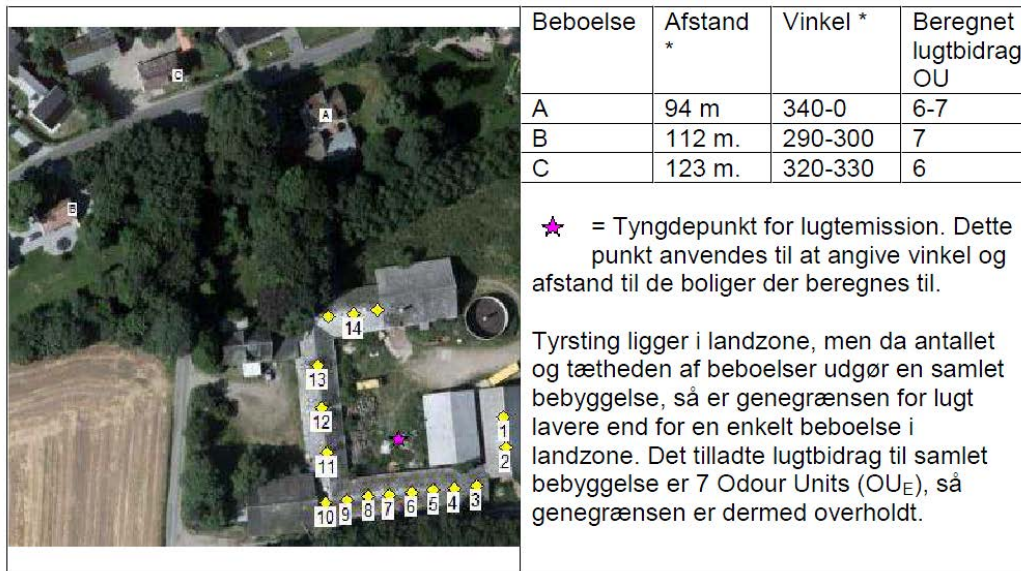 Beboelse Afstand * Vinkel * Beregnet lugtbidrag OU
A 94 m 340-0 6-7
B 112 m. 290-300 7
C 123 m. 320-330 6
= Tyngdepunkt for lugtemission. Dette
punkt anvendes til at angive vinkel og
afstand til de boliger der beregnes til.
Tyrsting ligger i landzone, men da antallet
og tætheden af beboelser udgør en samlet
bebyggelse, så er genegrænsen for lugt
lavere end for en enkelt beboelse i
landzone. Det tilladte lugtbidrag til samlet
bebyggelse er 7 Odour Units (OUE), så
genegrænsen er dermed overholdt.
C
A
B
14
13
12
11
1
2
10 9 8 7 6 5 4 3